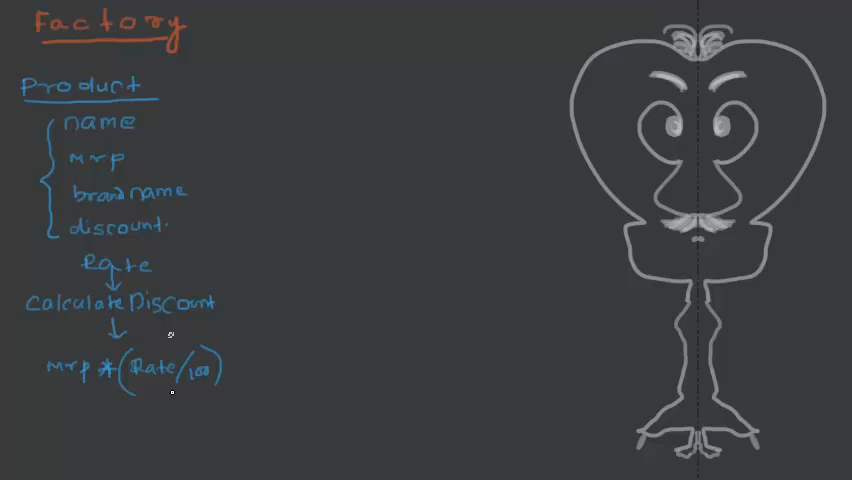 Factory
Product
name
mrp
brandname
discount.
Rate
CalculateDiscount
mrp * (Rate/100)